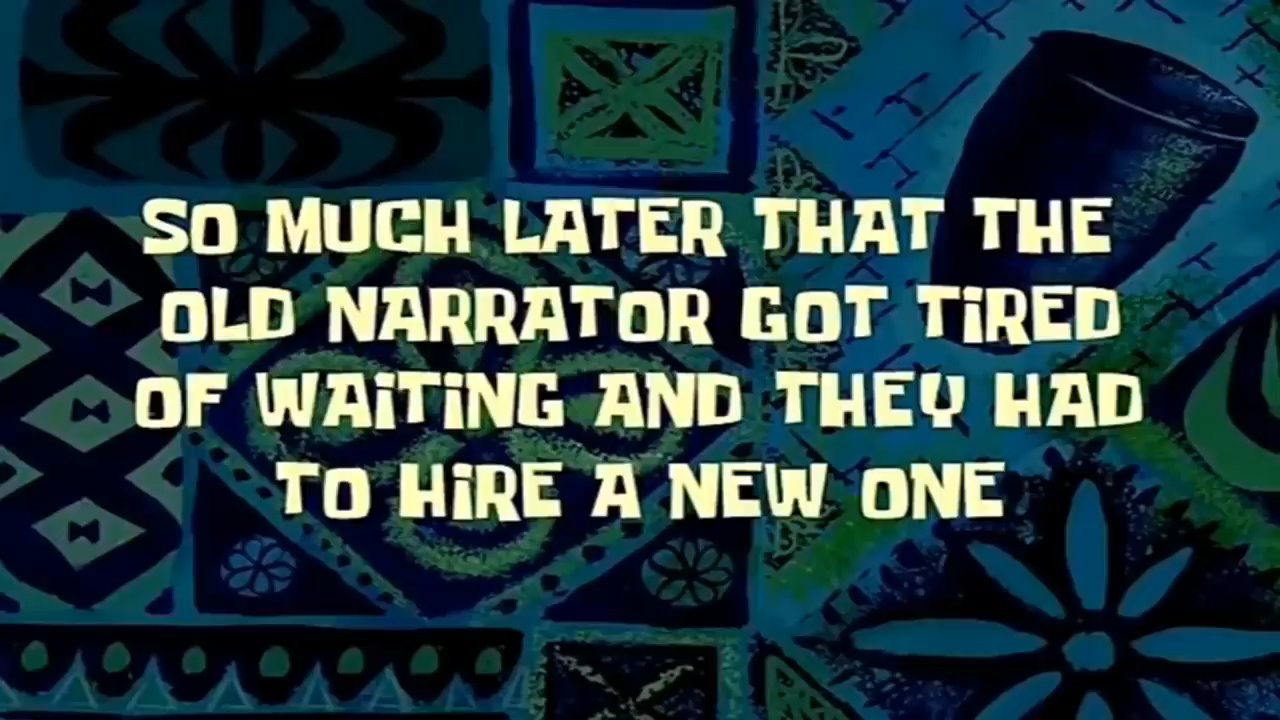 SO MUCH LATER THAT THE
OLD NARRATOR GOT TiRED
OF WAiTiNG AND THEY HAD
TO HiRE A NEW ONE